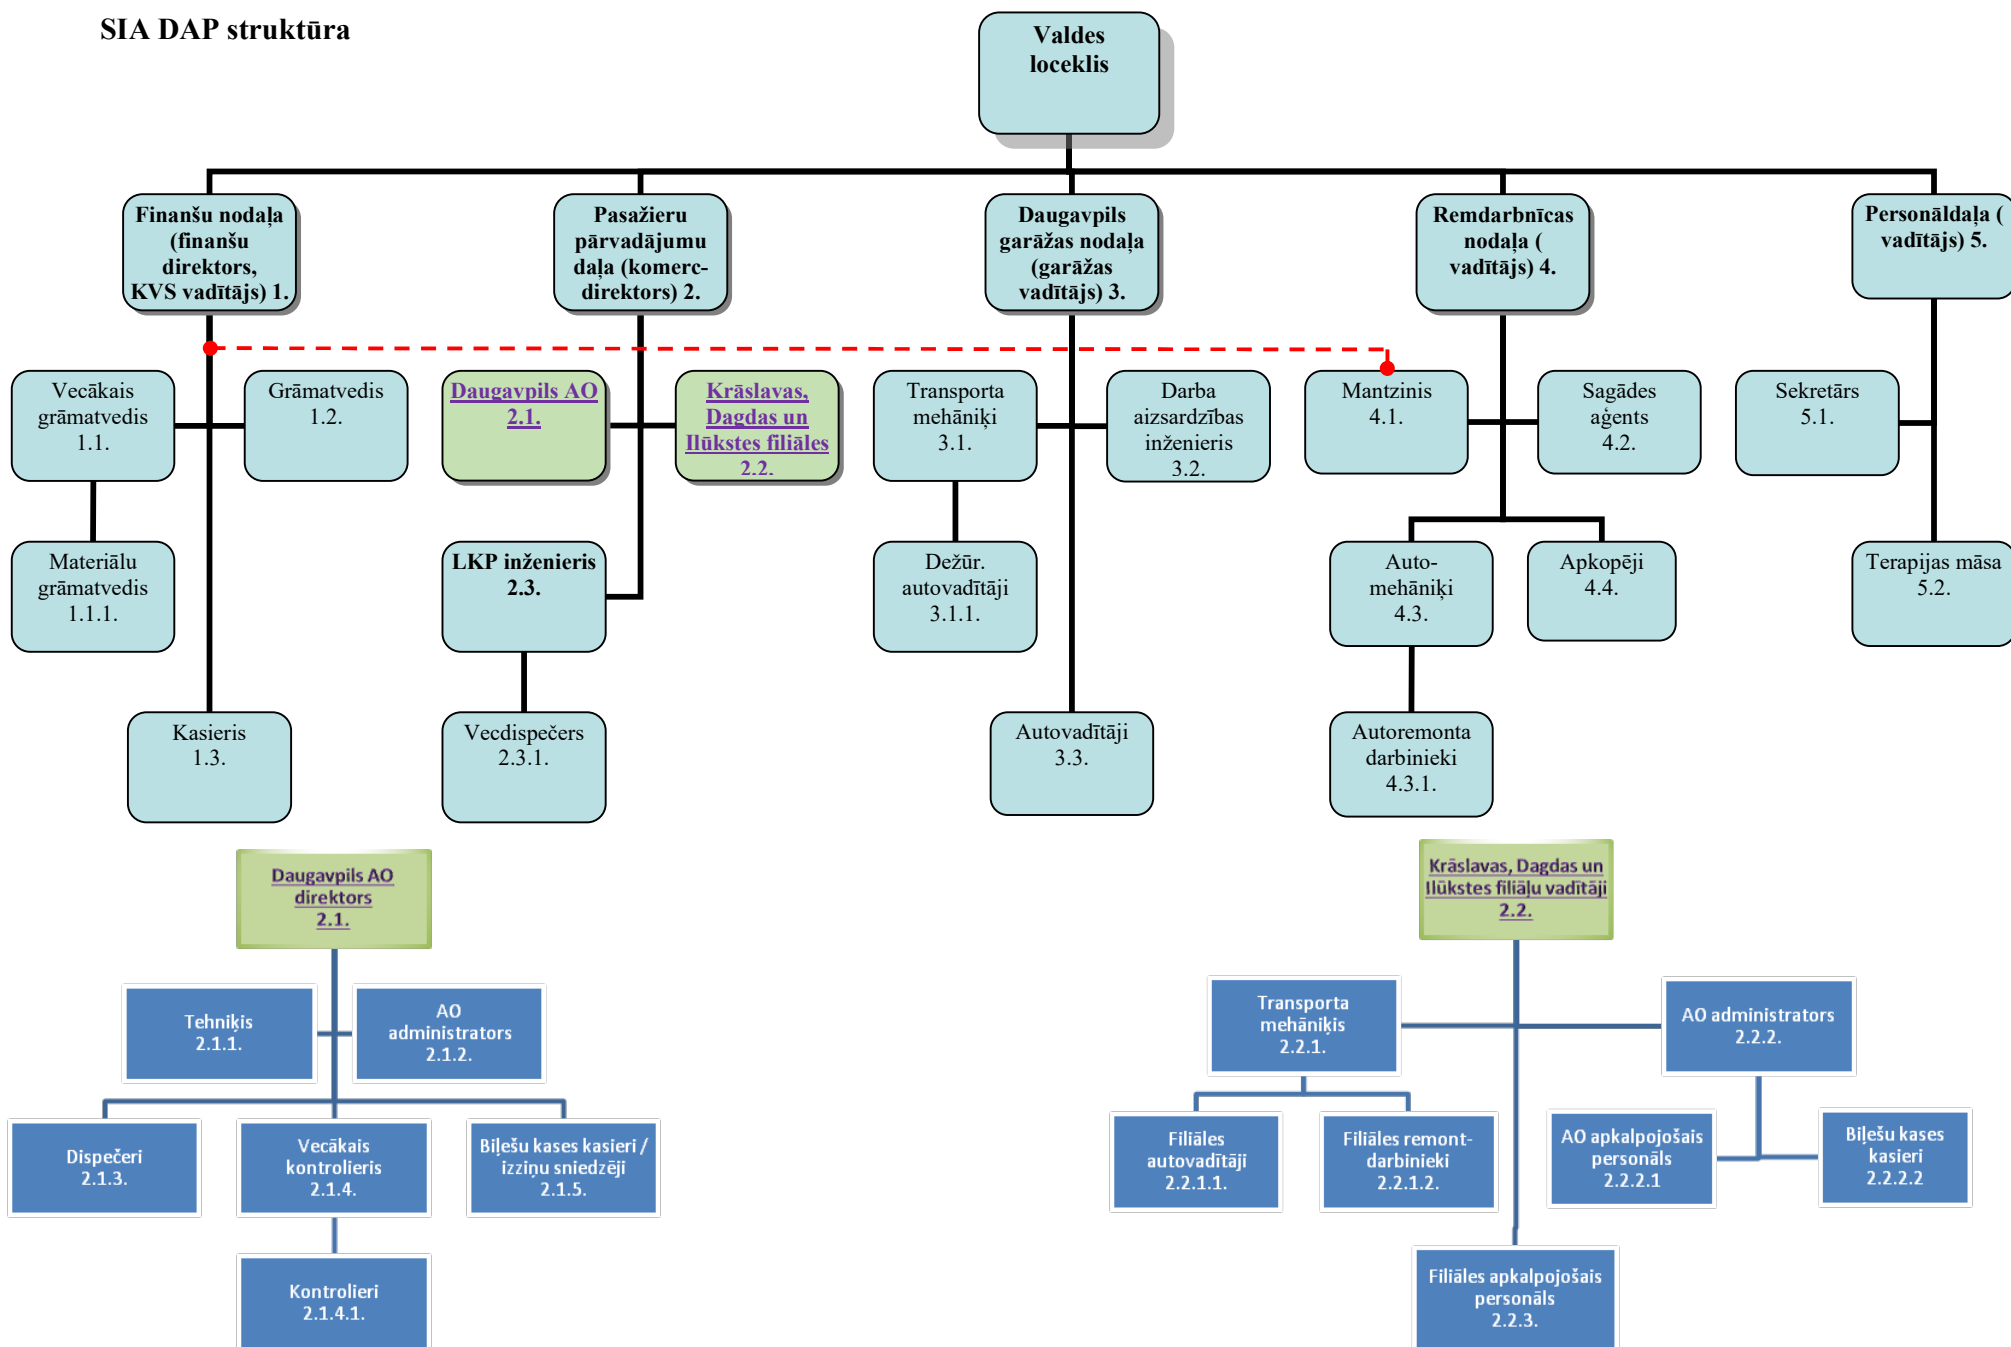 SIA DAP struktūra
Valdes
loceklis
Finanšu nodaļa
(finanšu
direktors,
KVS vadītājs) 1.
Pasažieru
pārvadājumu
daļa (komerc-
direktors) 2.
Daugavpils
garāžas nodaļa
(garāžas
vadītājs) 3.
Remdarbnīcas
nodaļa (
vadītājs) 4.
Personāldaļa (
vadītājs) 5.
Vecākais
grāmatvedis
1.1.
Grāmatvedis
1.2.
Daugavpils AO
2.1.
Krāslavas,
Dagdas un
Ilūkstes filiāles
2.2.
Transporta
mehāniķi
3.1.
Darba
aizsardzības
inženieris
3.2.
Mantzinis
4.1.
Sagādes
aģents
4.2.
Sekretārs
5.1.
Materiālu
grāmatvedis
1.1.1.
LKP inženieris
2.3.
Dežūr.
autovadītāji
3.1.1.
Auto-
mehāniķi
4.3.
Apkopēji
4.4.
Terapijas māsa
5.2.
Kasieris
1.3.
Vecdispečers
2.3.1.
Autovadītāji
3.3.
Autoremonta
darbinieki
4.3.1.
Daugavpils AO
direktors
2.1.
Krāslavas, Dagdas un
Ilūkstes filiāļu vadītāji
2.2.
Tehniķis
2.1.1.
AO
administrators
2.1.2.
Transporta
mehāniķis
2.2.1.
AO administrators
2.2.2.
Dispečeri
2.1.3.
Vecākais
kontrolieris
2.1.4.
Biļešu kases kasieri /
izziņu sniedzēji
2.1.5.
Filiāles
autovadītāji
2.2.1.1.
Filiāles remont-
darbinieki
2.2.1.2.
AO apkalpojošais
personāls
2.2.2.1
Biļešu kases
kasieri
2.2.2.2
Kontrolieri
2.1.4.1.
Filiāles apkalpojošais
personāls
2.2.3.